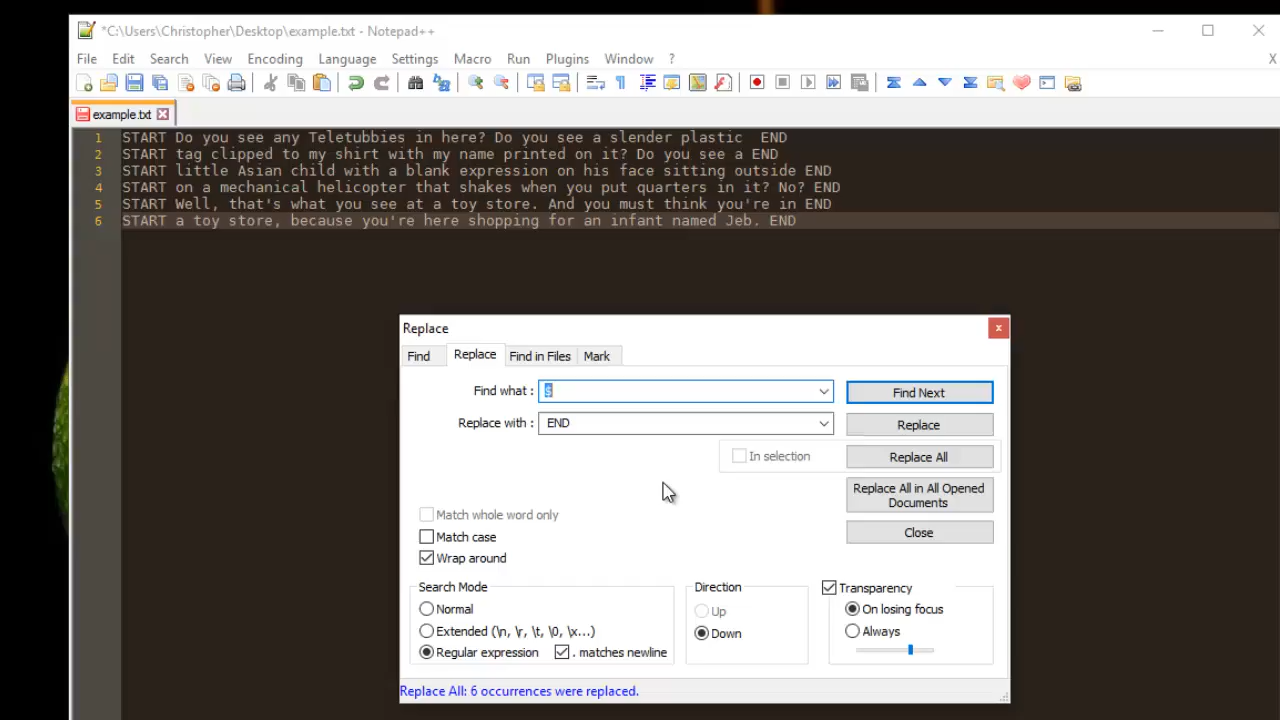 *C:\Users\Christopher\Desktop\example.txt - Notepad++
File Edit Search View Encoding Language Settings Tools Macro Run Plugins Window ? X
example.txt
1 START Do you see any Teletubbies in here? Do you see a slender plastic  END
2 START tag clipped to my shirt with my name printed on it? Do you see a END
3 START little Asian child with a blank expression on his face sitting outside END
4 START on a mechanical helicopter that shakes when you put quarters in it? No? END
5 START Well, that's what you see at a toy store. And you must think you're in END
6 START a toy store, because you're here shopping for an infant named Jeb. END
Replace
Find Replace Find in Files Mark
Find what : $ Find Next
Replace with : END Replace
In selection Replace All
Replace All in All Opened
Documents
Match whole word only
Match case Close
Wrap around
Search Mode Direction Transparency
Normal Up On losing focus
Extended (\n, \r, \t, \0, \x...) Down Always
Regular expression . matches newline
Replace All: 6 occurrences were replaced.